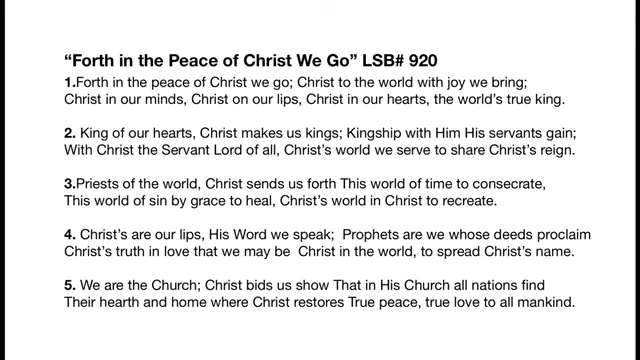 “Forth in the Peace of Christ We Go” LSB# 920
1.Forth in the peace of Christ we go; Christ to the world with joy we bring;
Christ in our minds, Christ on our lips, Christ in our hearts, the world’s true king.
2. King of our hearts, Christ makes us kings; Kingship with Him His servants gain;
With Christ the Servant Lord of all, Christ’s world we serve to share Christ’s reign.
3.Priests of the world, Christ sends us forth This world of time to consecrate,
This world of sin by grace to heal, Christ’s world in Christ to recreate.
4. Christ’s are our lips, His Word we speak;  Prophets are we whose deeds proclaim
Christ’s truth in love that we may be  Christ in the world, to spread Christ’s name.
5. We are the Church; Christ bids us show That in His Church all nations find
Their hearth and home where Christ restores True peace, true love to all mankind.